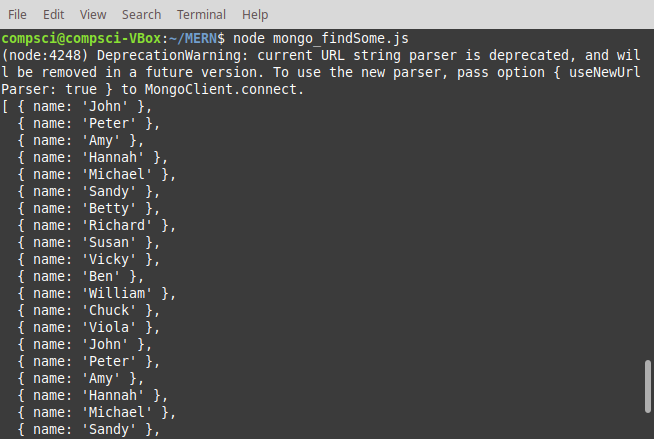 File Edit View Search Terminal Help
compsci@compsci-VBox:~/MERN$ node mongo_findSome.js
(node:4248) DeprecationWarning: current URL string parser is deprecated, and wil
l be removed in a future version. To use the new parser, pass option { useNewUrl
Parser: true } to MongoClient.connect.
[ { name: 'John' },
  { name: 'Peter' },
  { name: 'Amy' },
  { name: 'Hannah' },
  { name: 'Michael' },
  { name: 'Sandy' },
  { name: 'Betty' },
  { name: 'Richard' },
  { name: 'Susan' },
  { name: 'Vicky' },
  { name: 'Ben' },
  { name: 'William' },
  { name: 'Chuck' },
  { name: 'Viola' },
  { name: 'John' },
  { name: 'Peter' },
  { name: 'Amy' },
  { name: 'Hannah' },
  { name: 'Michael' },
  { name: 'Sandy' },